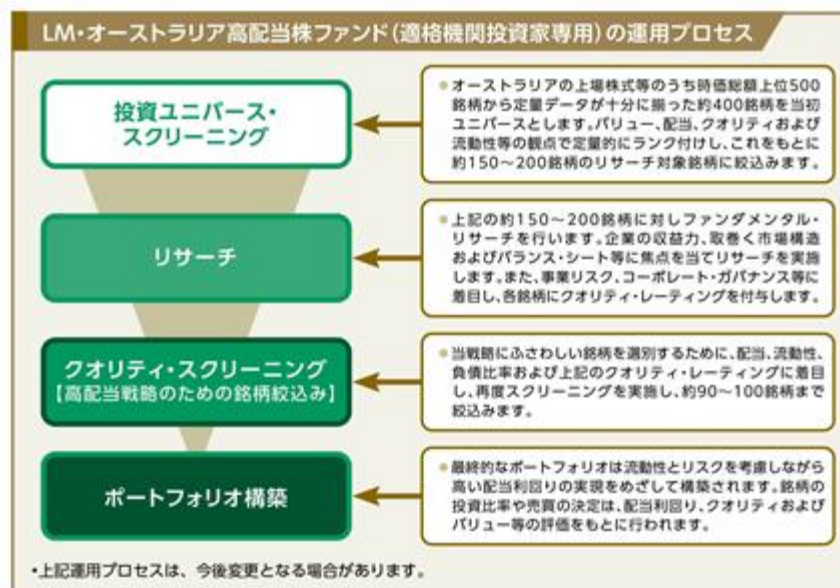 LM・オーストラリア高配当株ファンド(適格機関投資家専用)の運用プロセス
投資ユニバース・
スクリーニング
●オーストラリアの上場株式等のうち時価総額上位500
銘柄から定量データが十分に揃った約400銘柄を当初
ユニバースとします。バリュー、配当、クオリティおよび
流動性等の観点で定量的にランク付けし、これをもとに
約150～200銘柄のリサーチ対象銘柄に絞込みます。
リサーチ
●上記の約150～200銘柄に対しファンダメンタル・
リサーチを行います。企業の収益力、取巻く市場構造
およびバランス・シート等に焦点を当てリサーチを実施
します。また、事業リスク、コーポレート・ガバナンス等に
着目し、各銘柄にクオリティ・レーティングを付与します。
クオリティ・スクリーニング
【高配当戦略のための銘柄絞込み】
●当戦略にふさわしい銘柄を選別するために、配当、流動性、
負債比率および上記のクオリティ・レーティングに着目
し、再度スクリーニングを実施し、約90～100銘柄まで
絞込みます。
ポートフォリオ構築
●最終的なポートフォリオは流動性とリスクを考慮しながら
高い配当利回りの実現をめざして構築されます。銘柄の
投資比率や売買の決定は、配当利回り、クオリティおよび
バリュー等の評価をもとに行われます。
・上記運用プロセスは、今後変更となる場合があります。